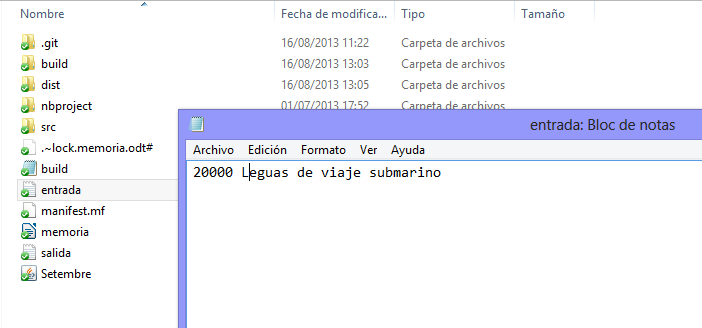 Nombre Fecha de modifica... Tipo Tamaño
.git 16/08/2013 11:22 Carpeta de archivos
build 16/08/2013 13:03 Carpeta de archivos
dist 16/08/2013 13:05 Carpeta de archivos
nbproject 01/07/2013 17:52 Carpeta de archivos
src
.~lock.memoria.odt#
build
entrada
manifest.mf
memoria
salida
Setembre
entrada: Bloc de notas
Archivo Edición Formato Ver Ayuda
20000 Leguas de viaje submarino